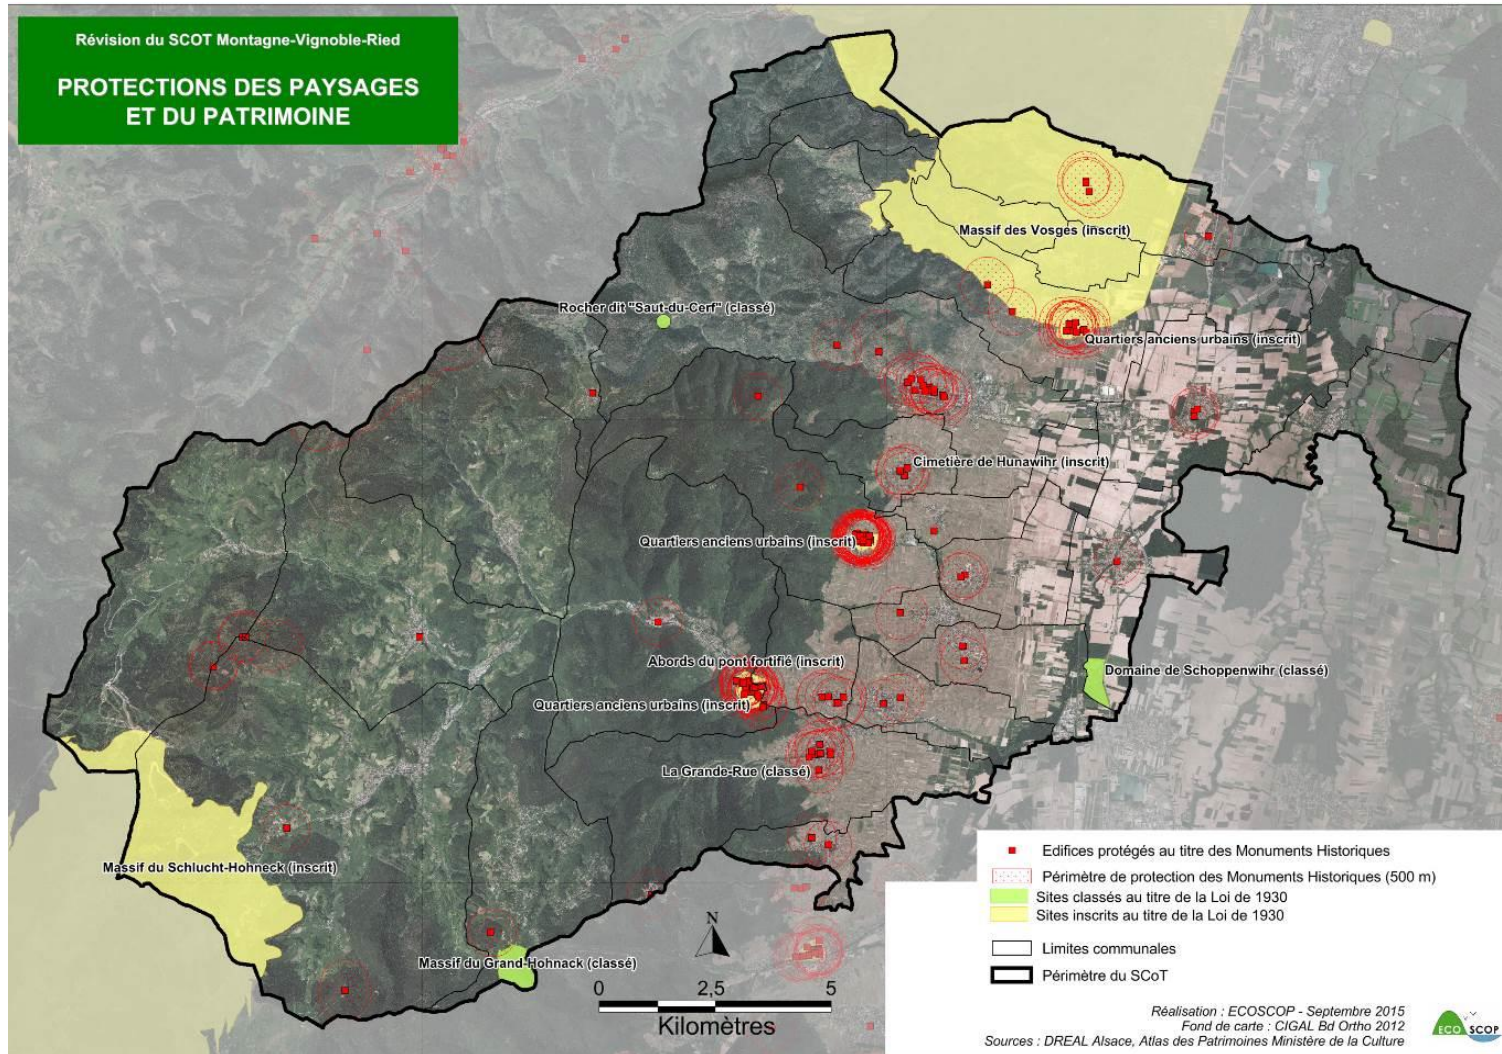 Révision du SCOT Montagne-Vignoble-Ried
PROTECTIONS DES PAYSAGES
ET DU PATRIMOINE
Massif des Vosges (inscrit)
Rocher dit "Saut-du-Cerf" (classé)
Quartiers anciens urbains (inscrit)
Cimetière de Hunawihr (inscrit)
Quartiers anciens urbains (inscrit)
Abords du pont fortifié (inscrit)
Domaine de Schoppenwihr (classé)
Quartiers anciens urbains (inscrit)
La Grande-Rue (classé)
Massif du Schlucht-Hohneck (inscrit)
Massif du Grand-Hohnack (classé)
N
0 2,5 5
Kilomètres
Edifices protégés au titre des Monuments Historiques
Périmètre de protection des Monuments Historiques (500 m)
Sites classés au titre de la Loi de 1930
Sites inscrits au titre de la Loi de 1930
Limites communales
Périmètre du SCoT
Réalisation : ECOSCOP - Septembre 2015
Fond de carte : CIGAL Bd Ortho 2012
Sources : DREAL Alsace, Atlas des Patrimoines Ministère de la Culture
ECO SCOP